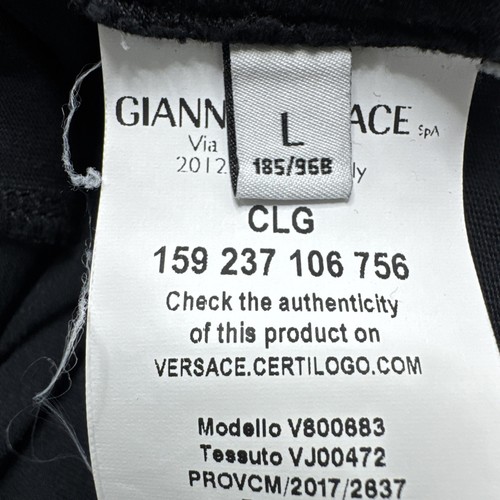 GIANN ACE SpA
Via
2012 ly
L
185/96B
CLG
159 237 106 756
Check the authenticity
of this product on
VERSACE.CERTILOGO.COM
Modello V800683
Tessuto VJ00472
PROVCM/2017/2837